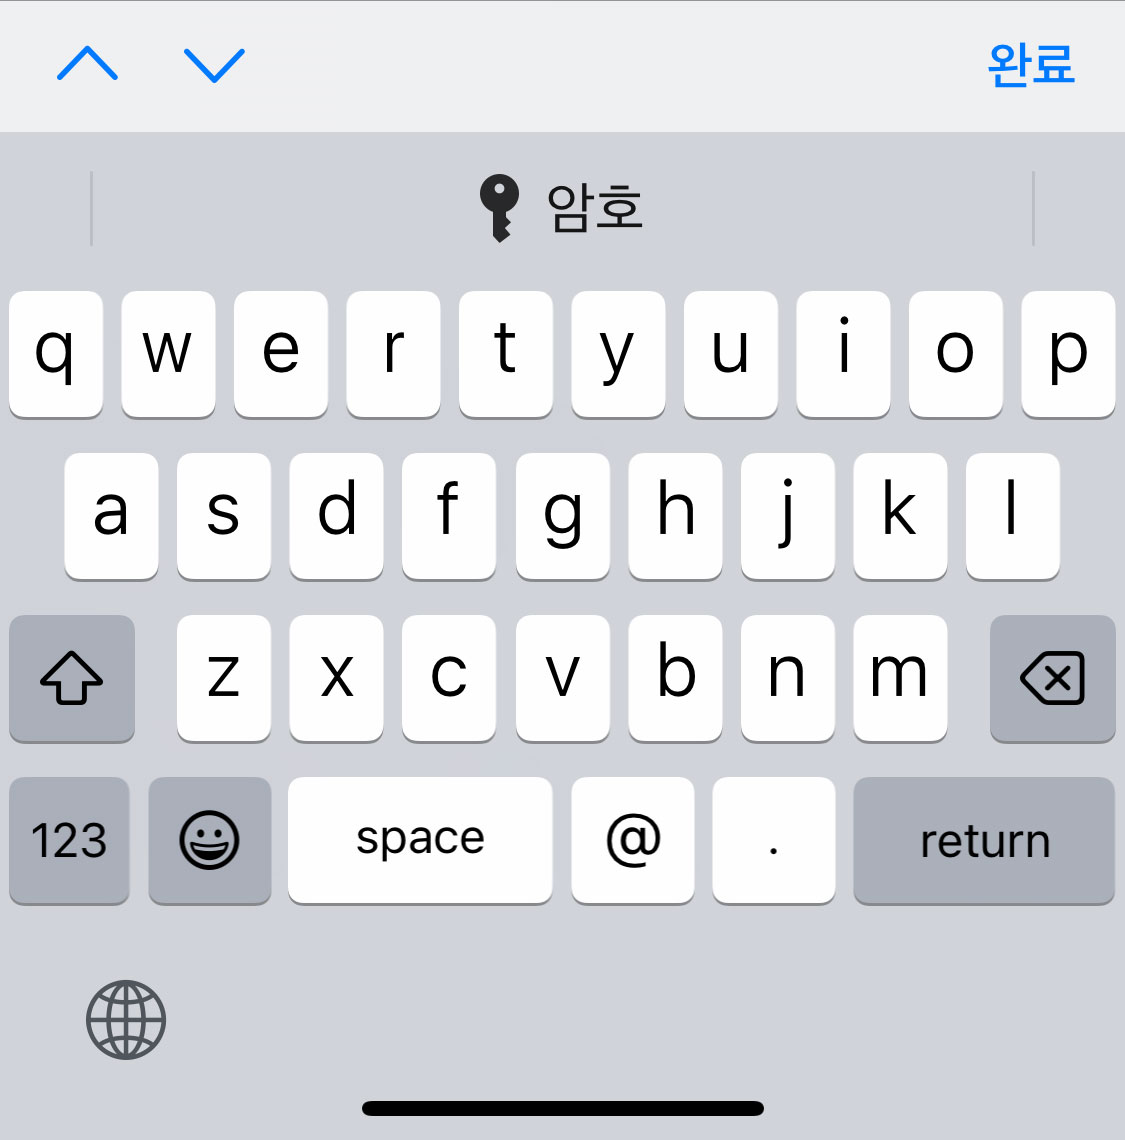 완료
암호
q w e r t y u i o p
a s d f g h j k l
z x c v b n m
123 space @ . return